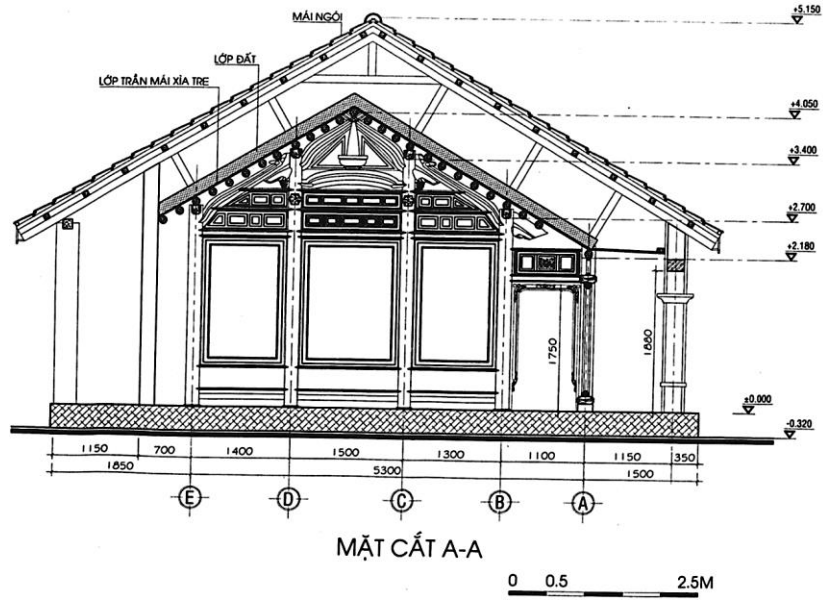 MÁI NGÓI
+5.150
LỚP ĐẤT
LỚP TRẦN MÁI XÌA TRE
+4.050
+3.400
+2.700
+2.180
1750
1880
±0.000
-0.320
1150 700 1400 1500 1300 1100 1150 350
1850 5300 1500
E D C B A
MẶT CẮT A-A
0 0.5 2.5M